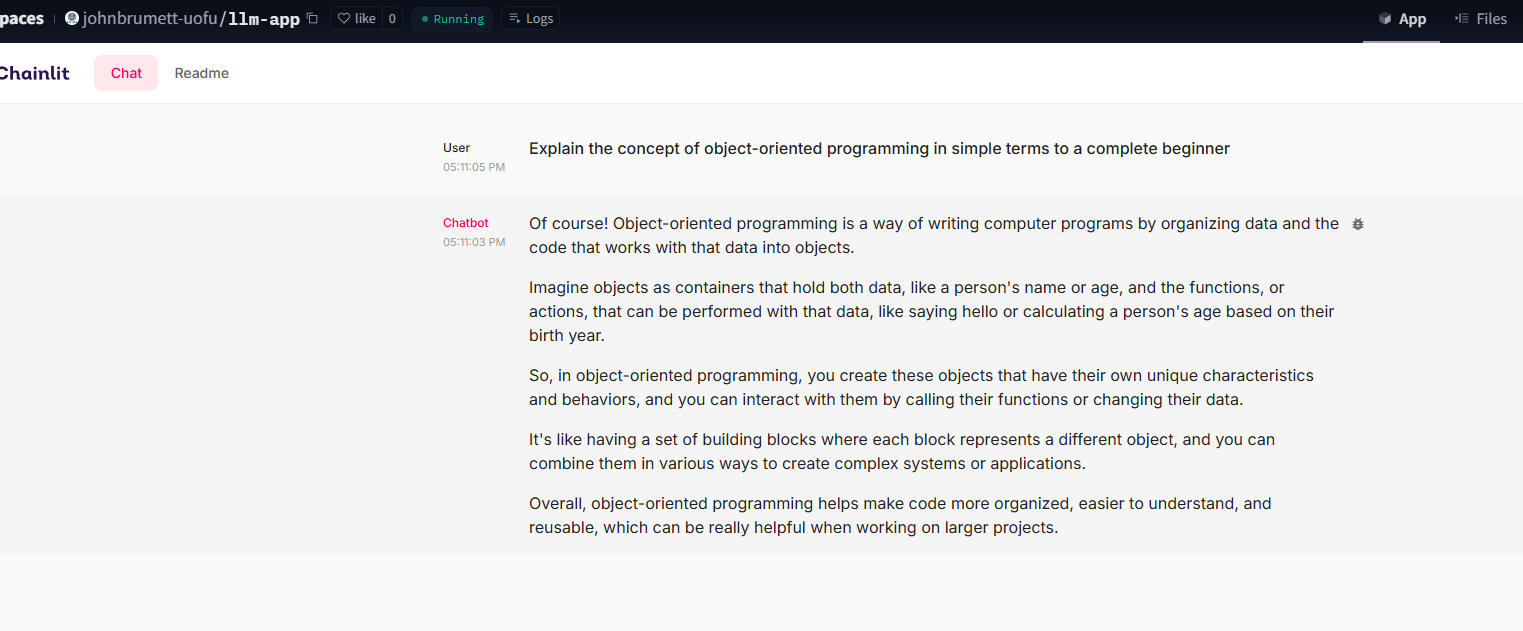 paces johnbrumett-uofu/llm-app like 0 Running Logs App Files
Chainlit Chat Readme
User
05:11:05 PM
Explain the concept of object-oriented programming in simple terms to a complete beginner
Chatbot
05:11:03 PM
Of course! Object-oriented programming is a way of writing computer programs by organizing data and the
code that works with that data into objects.
Imagine objects as containers that hold both data, like a person's name or age, and the functions, or
actions, that can be performed with that data, like saying hello or calculating a person's age based on their
birth year.
So, in object-oriented programming, you create these objects that have their own unique characteristics
and behaviors, and you can interact with them by calling their functions or changing their data.
It's like having a set of building blocks where each block represents a different object, and you can
combine them in various ways to create complex systems or applications.
Overall, object-oriented programming helps make code more organized, easier to understand, and
reusable, which can be really helpful when working on larger projects.